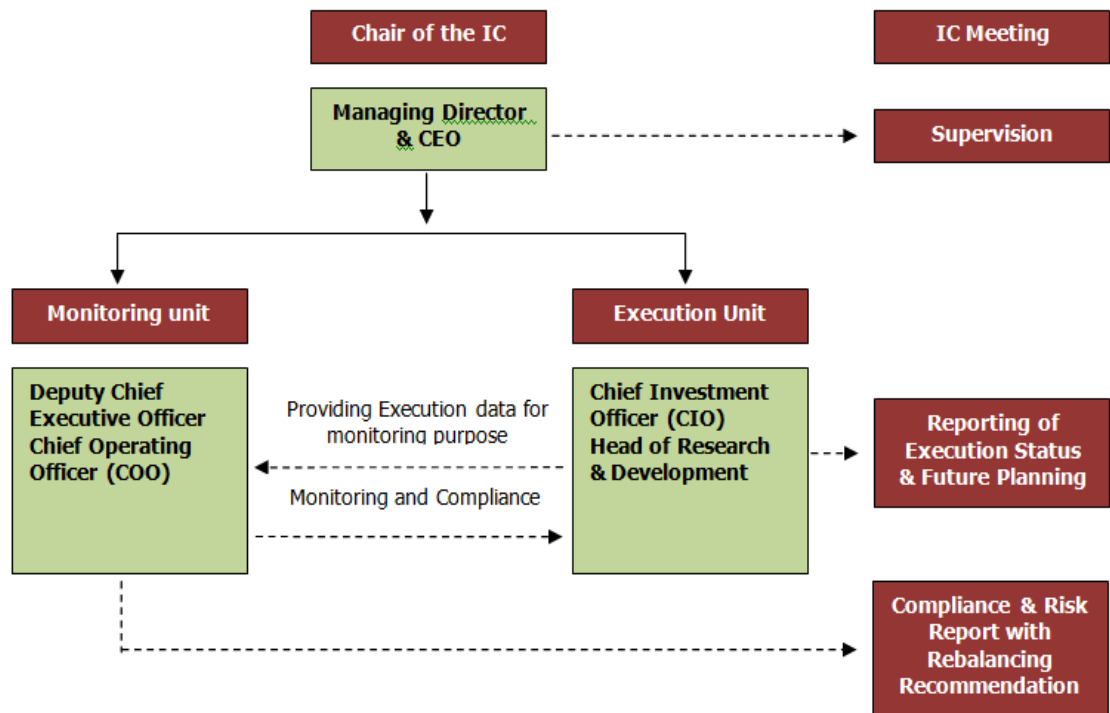 Chair of the IC
IC Meeting
Managing Director
& CEO
Supervision
Monitoring unit
Execution Unit
Deputy Chief
Executive Officer
Chief Operating
Officer (COO)
Providing Execution data for
monitoring purpose
Monitoring and Compliance
Chief Investment
Officer (CIO)
Head of Research
& Development
Reporting of
Execution Status
& Future Planning
Compliance & Risk
Report with
Rebalancing
Recommendation